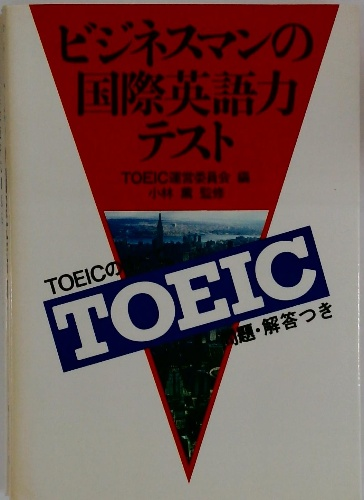 ビジネスマンの
国際英語力
テスト
TOEIC運営委員会 編
小林 薫 監修
TOEICの
TOEIC
問題・解答つき